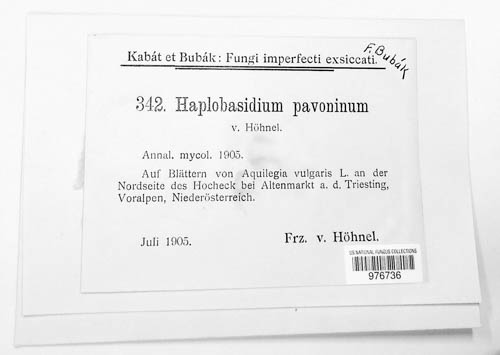 Kabát et Bubák: Fungi imperfecti exsiccati.
F. Bubák
342. Haplobasidium pavoninum
v. Höhnel.
Annal. mycol. 1905.
Auf Blättern von Aquilegia vulgaris L. an der
Nordseite des Hocheck bei Altenmarkt a. d. Triesting,
Voralpen, Niederösterreich.
Juli 1905.
Frz. v. Höhnel.
US NATIONAL FUNGUS COLLECTIONS
976736